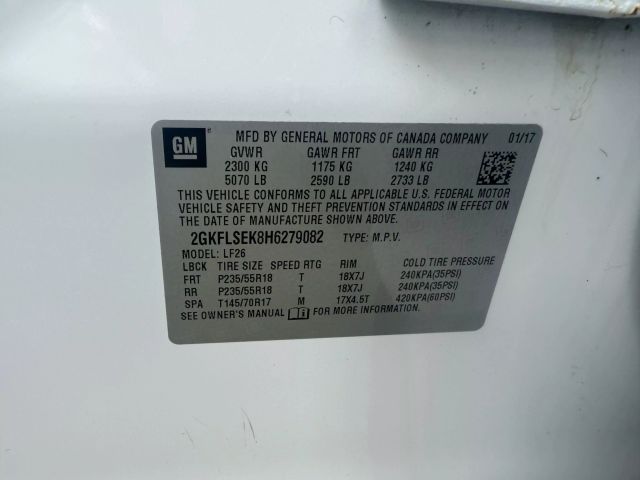 GM MFD BY GENERAL MOTORS OF CANADA COMPANY 01/17
GVWR GAWR FRT GAWR RR
2300 KG 1175 KG 1240 KG
5070 LB 2590 LB 2733 LB
THIS VEHICLE CONFORMS TO ALL APPLICABLE U.S. FEDERAL MOTOR
VEHICLE SAFETY AND THEFT PREVENTION STANDARDS IN EFFECT ON
THE DATE OF MANUFACTURE SHOWN ABOVE.
2GKFLSEK8H6279082 TYPE: M.P.V.
MODEL: LF26
LBCK TIRE SIZE SPEED RTG RIM COLD TIRE PRESSURE
FRT P235/55R18 T 18X7J 240KPA(35PSI)
RR P235/55R18 T 18X7J 240KPA(35PSI)
SPA T145/70R17 M 17X4.5T 420KPA(60PSI)
SEE OWNER'S MANUAL FOR MORE INFORMATION.